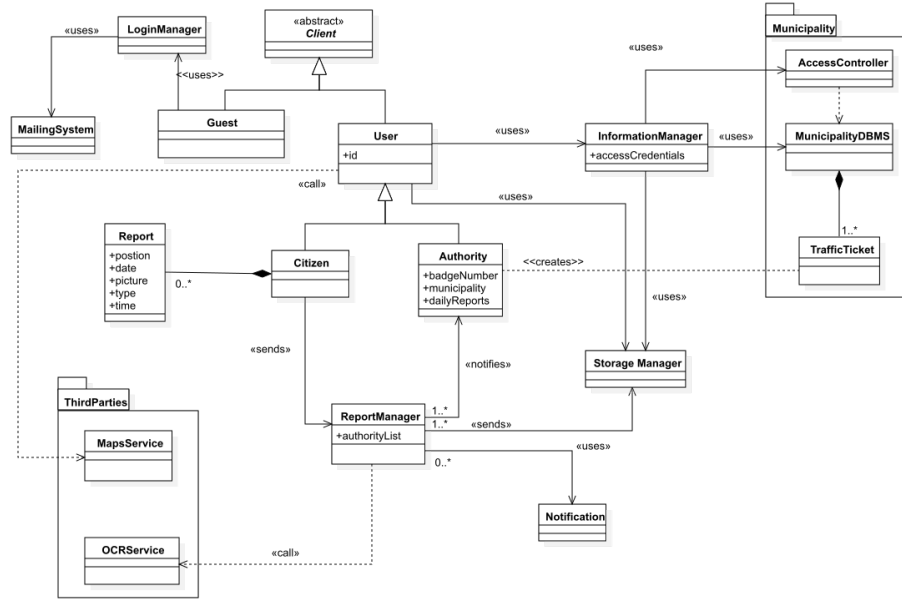 «abstract»
Client
«uses»
LoginManager
<<uses>>
MailingSystem
Guest
User
+id
«uses»
«call»
InformationManager
+accessCredentials
«uses»
«uses»
Municipality
AccessController
MunicipalityDBMS
1..*
TrafficTicket
Report
+postion
+date
+picture
+type
+time
0..*
Citizen
Authority
+badgeNumber
+municipality
+dailyReports
«uses»
<<creates>>
«uses»
«sends»
«notifies»
Storage Manager
ThirdParties
MapsService
OCRService
ReportManager
+authorityList
1..*
1..*
«sends»
0..*
«uses»
Notification
«call»